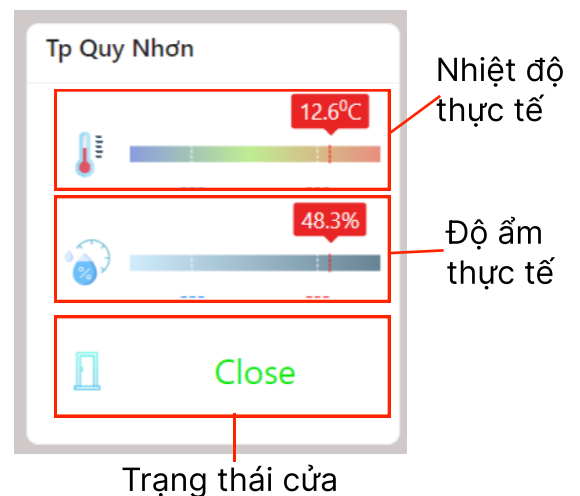 Tp Quy Nhơn
12.6⁰C
Nhiệt độ
thực tế
48.3%
Độ ẩm
thực tế
Close
Trạng thái cửa